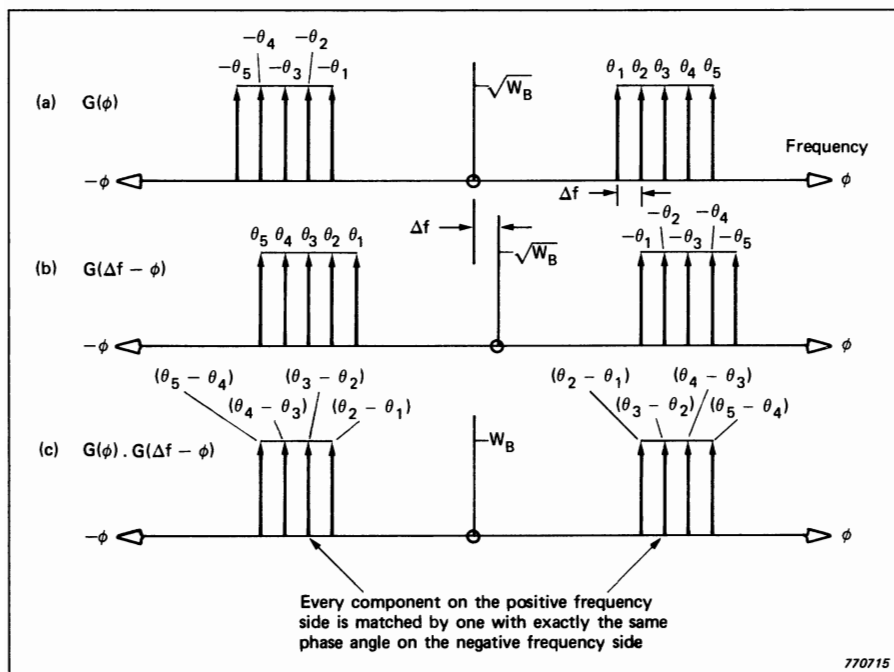 −θ4 −θ2
−θ5 −θ3 −θ1
θ1 θ2 θ3 θ4 θ5
√WB
(a) G(ϕ)
Frequency
−ϕ ϕ
Δf
Δf
−θ2 −θ4
θ5 θ4 θ3 θ2 θ1
−θ1 −θ3 −θ5
√WB
(b) G(Δf − ϕ)
−ϕ ϕ
(θ5 − θ4) (θ3 − θ2)
(θ4 − θ3) (θ2 − θ1)
(θ2 − θ1) (θ4 − θ3)
(θ3 − θ2) (θ5 − θ4)
WB
(c) G(ϕ) . G(Δf − ϕ)
−ϕ ϕ
Every component on the positive frequency
side is matched by one with exactly the same
phase angle on the negative frequency side
770715